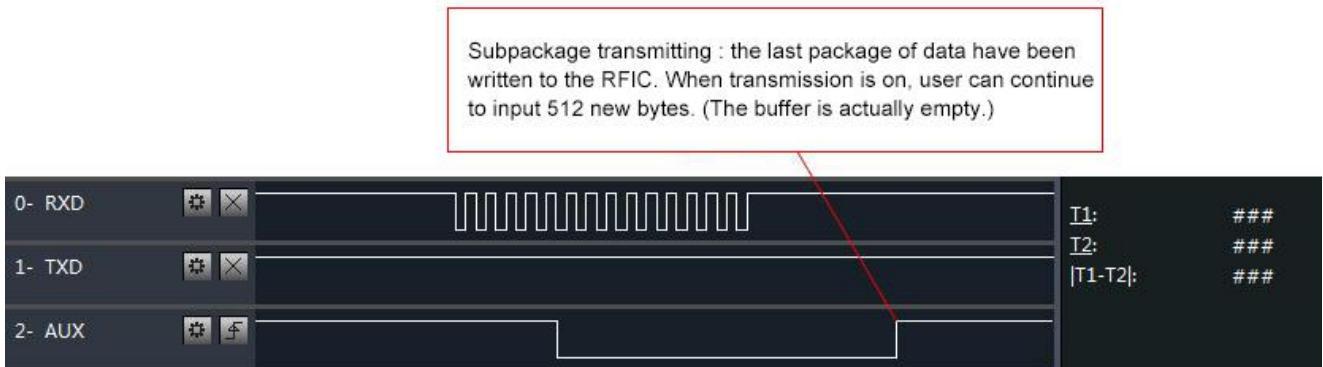 Subpackage transmitting : the last package of data have been
written to the RFIC. When transmission is on, user can continue
to input 512 new bytes. (The buffer is actually empty.)
0- RXD
T1: ###
T2: ###
1- TXD
|T1-T2|: ###
2- AUX